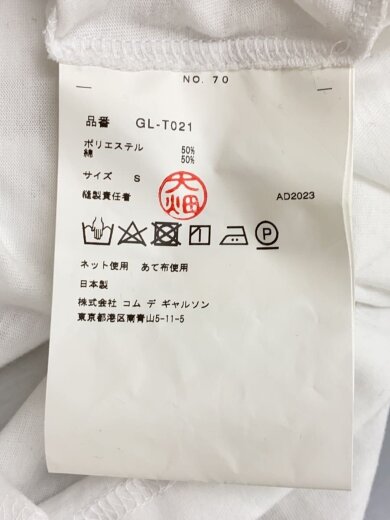 NO. 70
品番 GL-T021
ポリエステル 50%
綿 50%
サイズ S
大畑
縫製責任者 AD2023
P
ネット使用 あて布使用
日本製
株式会社 コム デ ギャルソン
東京都港区南青山5-11-5